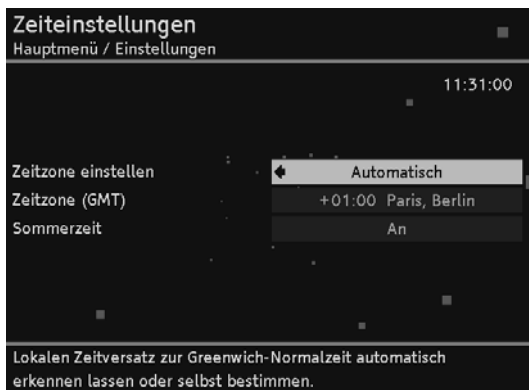 Zeiteinstellungen
Hauptmenü / Einstellungen
11:31:00
Zeitzone einstellen Automatisch
Zeitzone (GMT) +01:00 Paris, Berlin
Sommerzeit An
Lokalen Zeitversatz zur Greenwich-Normalzeit automatisch
erkennen lassen oder selbst bestimmen.